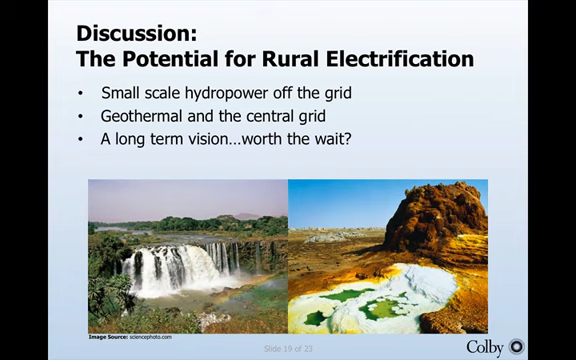 Discussion:
The Potential for Rural Electrification
• Small scale hydropower off the grid
• Geothermal and the central grid
• A long term vision...worth the wait?
Image Source: sciencephoto.com
Slide 19 of 23
Colby